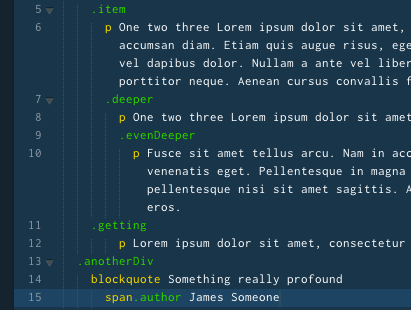 5 .item
6 p One two three Lorem ipsum dolor sit amet,
accumsan diam. Etiam quis augue risus, ege
vel dapibus dolor. Nullam a ante vel liber
porttitor neque. Aenean cursus convallis f
7 .deeper
8 p One two three Lorem ipsum dolor sit amet
9 .evenDeeper
10 p Fusce sit amet tellus arcu. Nam in acc
venenatis eget. Pellentesque in magna
pellentesque nisi sit amet sagittis. A
eros.
11 .getting
12 p Lorem ipsum dolor sit amet, consectetur
13 .anotherDiv
14 blockquote Something really profound
15 span.author James Someone